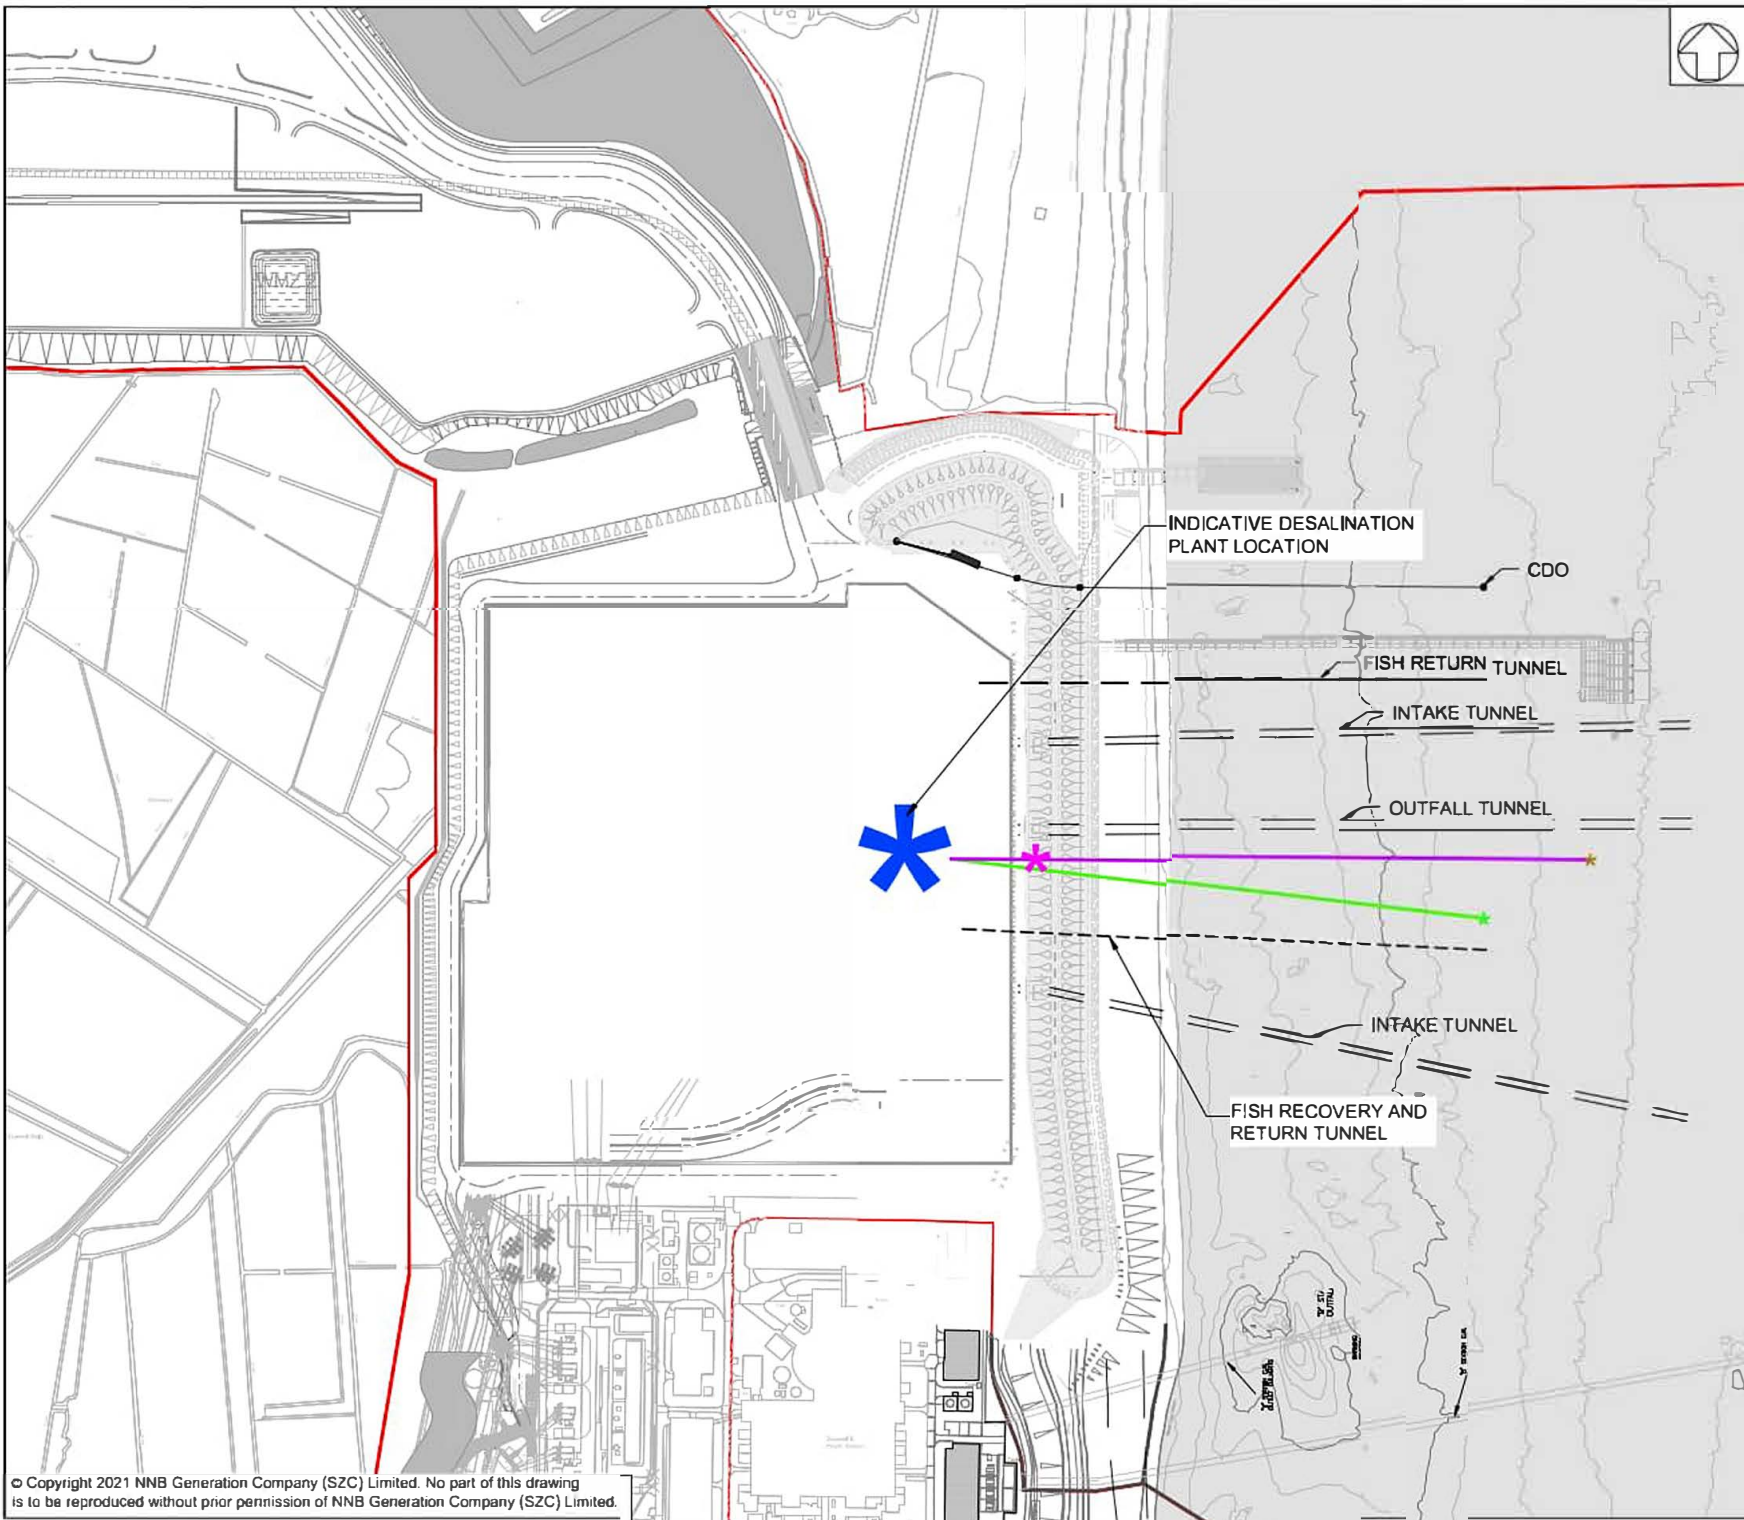 WMZ
INDICATIVE DESALINATION
PLANT LOCATION
CDO
FISH RETURN TUNNEL
INTAKE TUNNEL
OUTFALL TUNNEL
INTAKE TUNNEL
FISH RECOVERY AND
RETURN TUNNEL
© Copyright 2021 NNB Generation Company (SZC) Limited. No part of this drawing
is to be reproduced without prior permission of NNB Generation Company (SZC) Limited.